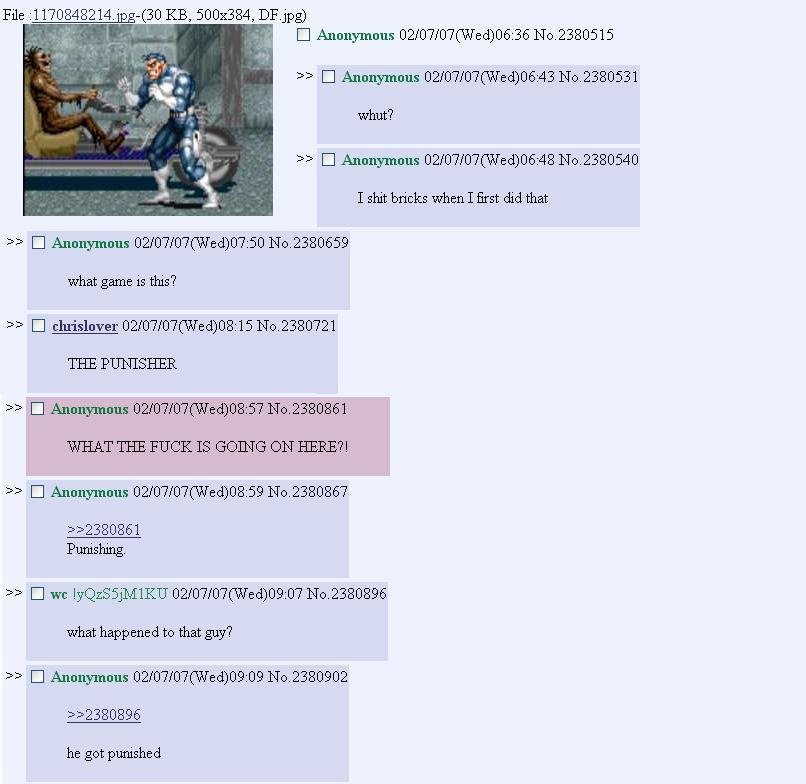 File :1170848214.jpg-(30 KB, 500x384, DF.jpg)
Anonymous 02/07/07(Wed)06:36 No.2380515
>> Anonymous 02/07/07(Wed)06:43 No.2380531
whut?
>> Anonymous 02/07/07(Wed)06:48 No.2380540
I shit bricks when I first did that
>> Anonymous 02/07/07(Wed)07:50 No.2380659
what game is this?
>> chrislover 02/07/07(Wed)08:15 No.2380721
THE PUNISHER
>> Anonymous 02/07/07(Wed)08:57 No.2380861
WHAT THE FUCK IS GOING ON HERE?!
>> Anonymous 02/07/07(Wed)08:59 No.2380867
>>2380861
Punishing.
>> wc !yQzS5jM1KU 02/07/07(Wed)09:07 No.2380896
what happened to that guy?
>> Anonymous 02/07/07(Wed)09:09 No.2380902
>>2380896
he got punished